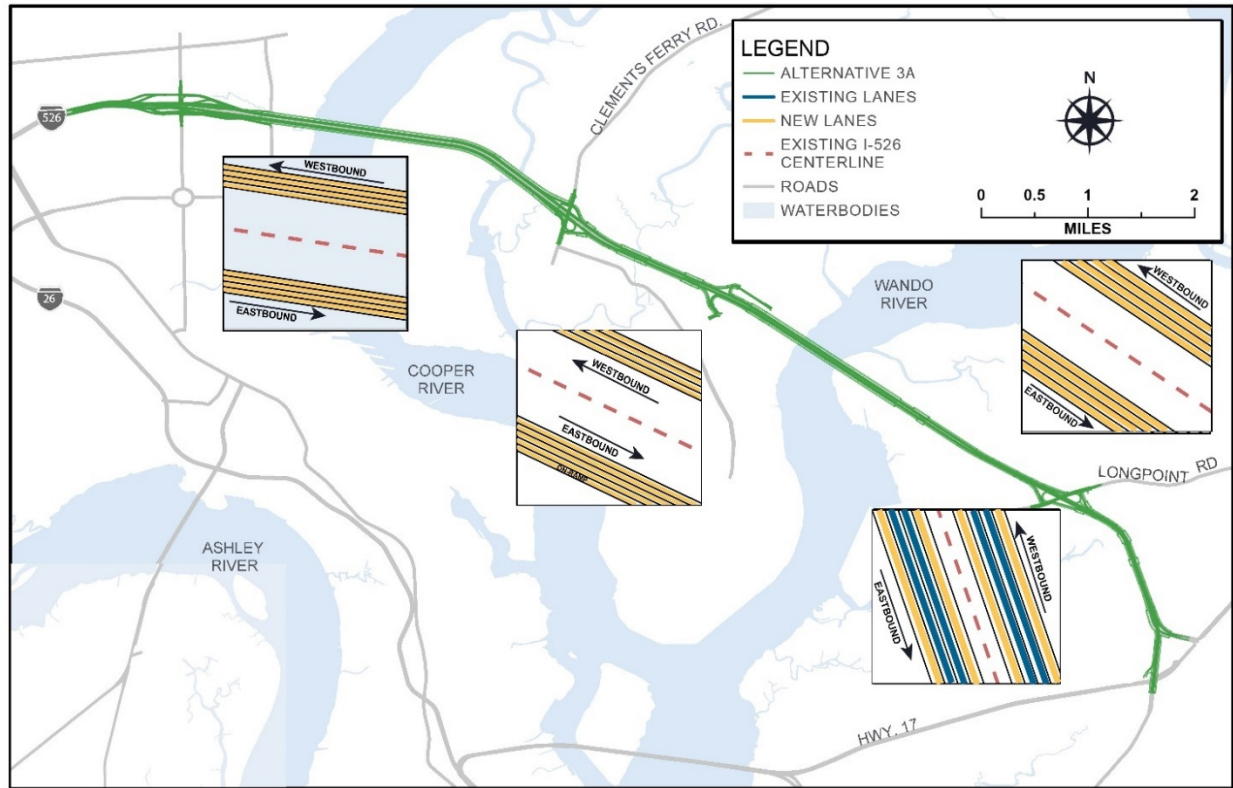 CLEMENTS FERRY RD.
LEGEND
ALTERNATIVE 3A
EXISTING LANES
NEW LANES
EXISTING I-526
CENTERLINE
ROADS
WATERBODIES
N
0 0.5 1 2
MILES
526
WESTBOUND
EASTBOUND
26
COOPER
RIVER
WESTBOUND
EASTBOUND
ON-RAMP
WANDO
RIVER
WESTBOUND
EASTBOUND
LONGPOINT RD
ASHLEY
RIVER
WESTBOUND
EASTBOUND
HWY. 17